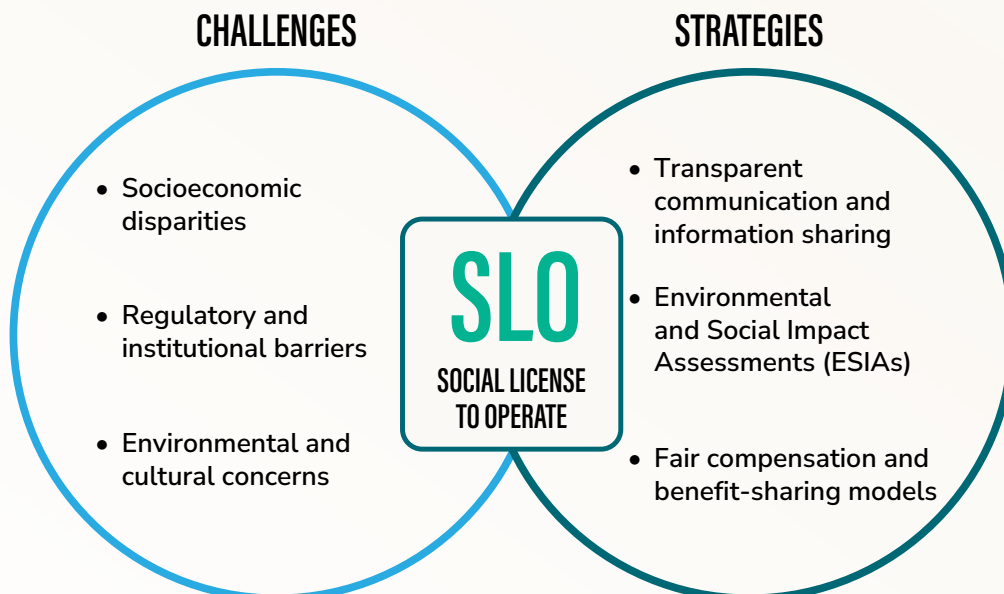 CHALLENGES
• Socioeconomic
disparities
• Regulatory and
institutional barriers
• Environmental and
cultural concerns
SLO
SOCIAL LICENSE
TO OPERATE
STRATEGIES
• Transparent
communication and
information sharing
• Environmental
and Social Impact
Assessments (ESIAs)
• Fair compensation and
benefit-sharing models